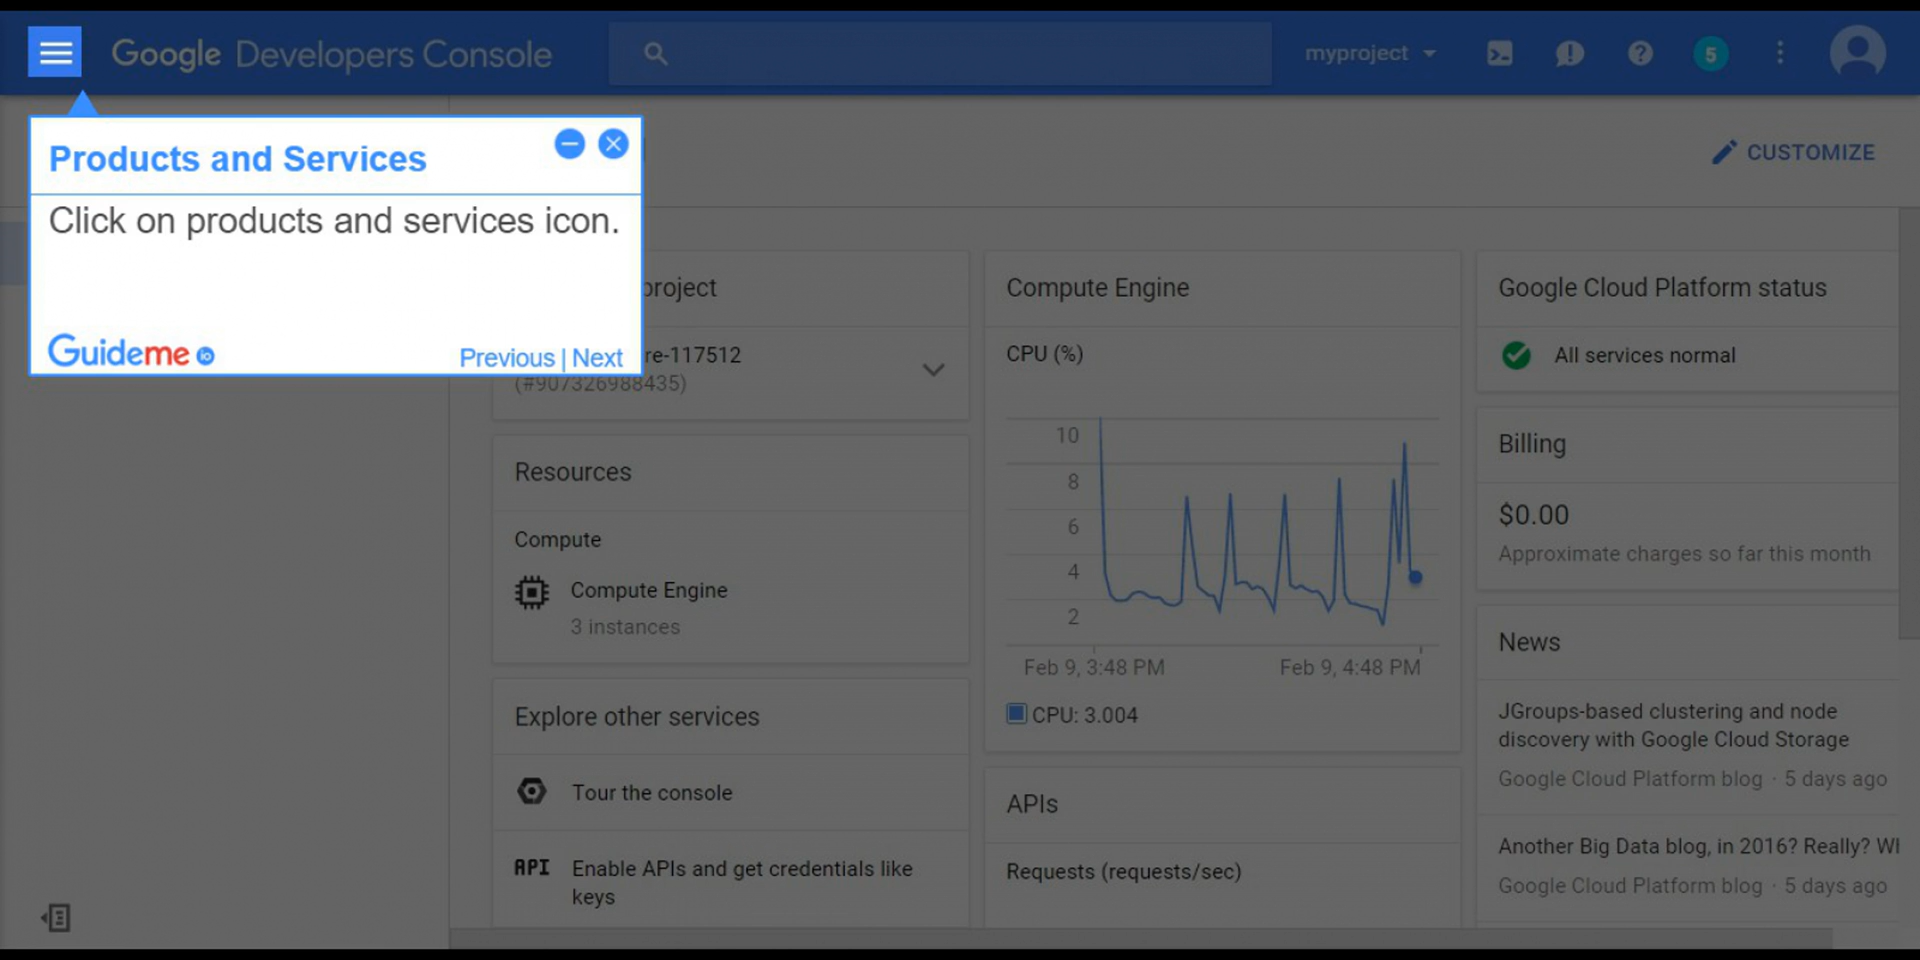 Google Developers Console
myproject
5
Products and Services
Click on products and services icon.
Guideme io
Previous | Next
CUSTOMIZE
project
re-117512
(#907326988435)
Resources
Compute
Compute Engine
3 instances
Explore other services
Tour the console
API
Enable APIs and get credentials like
keys
Compute Engine
CPU (%)
10
8
6
4
2
Feb 9, 3:48 PM
Feb 9, 4:48 PM
CPU: 3.004
APIs
Requests (requests/sec)
Google Cloud Platform status
All services normal
Billing
$0.00
Approximate charges so far this month
News
JGroups-based clustering and node
discovery with Google Cloud Storage
Google Cloud Platform blog · 5 days ago
Another Big Data blog, in 2016? Really?
Google Cloud Platform blog · 5 days ago